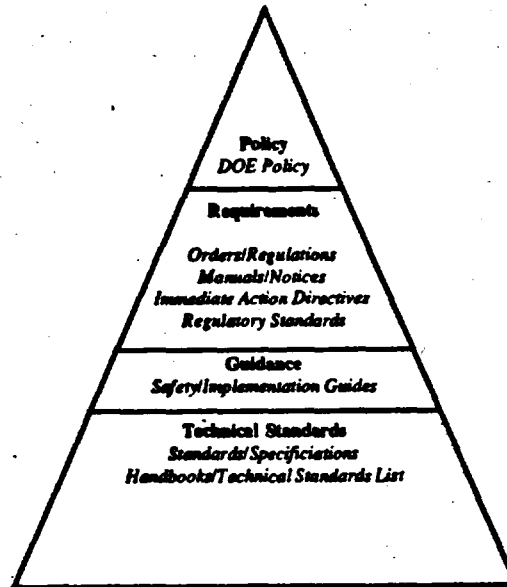 Policy
DOE Policy
Requirements
Orders/Regulations
Manuals/Notices
Immediate Action Directives
Regulatory Standards
Guidance
Safety/Implementation Guides
Technical Standards
Standards/Specificiations
Handbooks/Technical Standards List